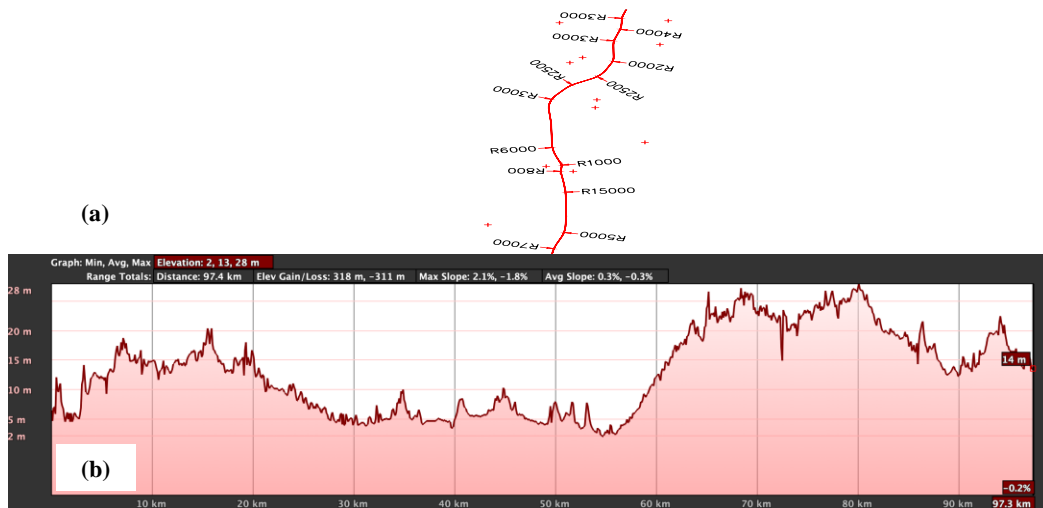 R3000
R4000
R3000
R2000
R2500
R2500
R3000
R9000
R1000
R800
R15000
(a)
R5000
R7000
Graph: Min, Avg, Max Elevation: 2, 13, 28 m
Range Totals: Distance: 97.4 km Elev Gain/Loss: 318 m, -311 m Max Slope: 2.1%, -1.8% Avg Slope: 0.3%, -0.3%
28 m
20 m
15 m
14 m
10 m
5 m
2 m
(b)
-0.2%
10 km 20 km 30 km 40 km 50 km 60 km 70 km 80 km 90 km 97.3 km